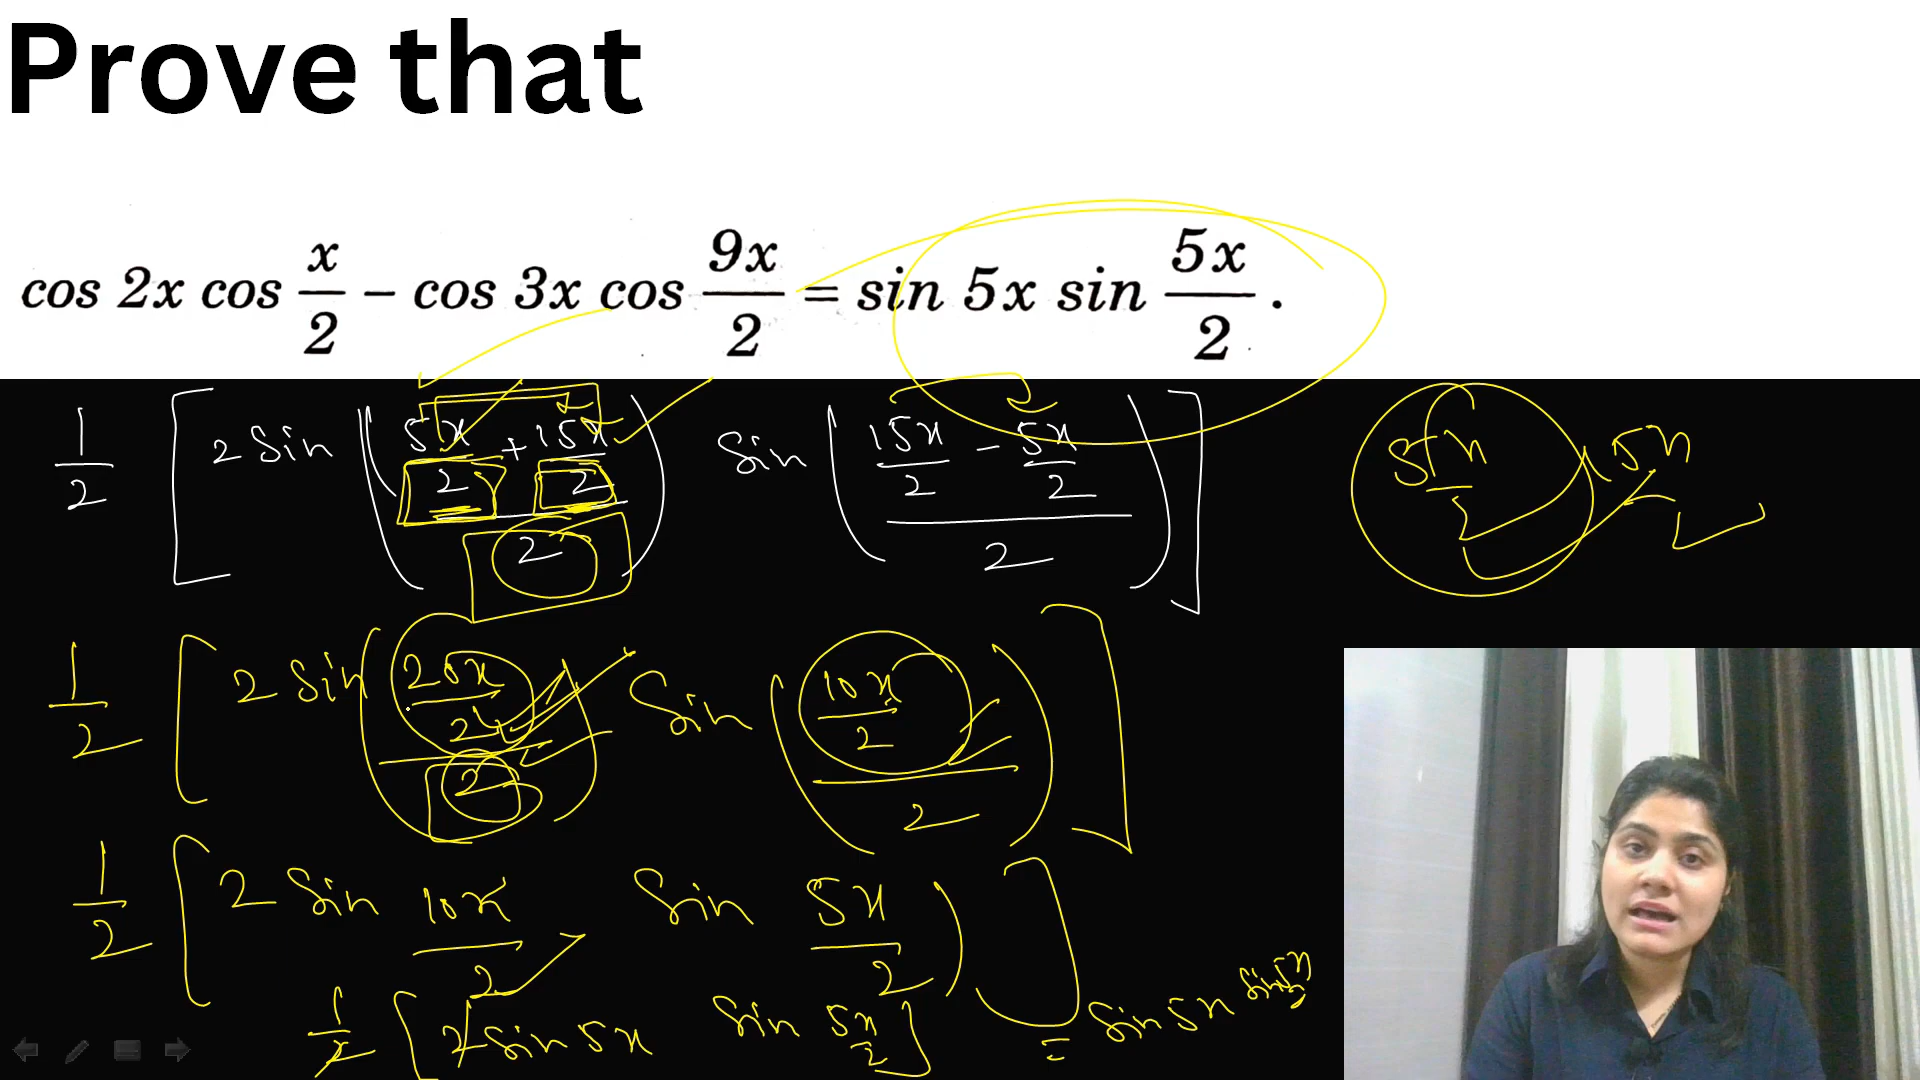 Prove that
cos 2x cos x/2 − cos 3x cos 9x/2 = sin 5x sin 5x/2 .
1/2 [ 2 Sin ( (5x/2 + 15x/2) / 2 ) Sin ( (15x/2 − 5x/2) / 2 ) ]
1/2 [ 2 Sin ( (20x/2) / 2 ) Sin ( (10x/2) / 2 ) ]
1/2 [ 2 Sin 10x/2 Sin 5x/2 ) ]
1/2 [ 2 Sin 5x Sin 5x/2 ] = Sin 5x Sin 5x/2